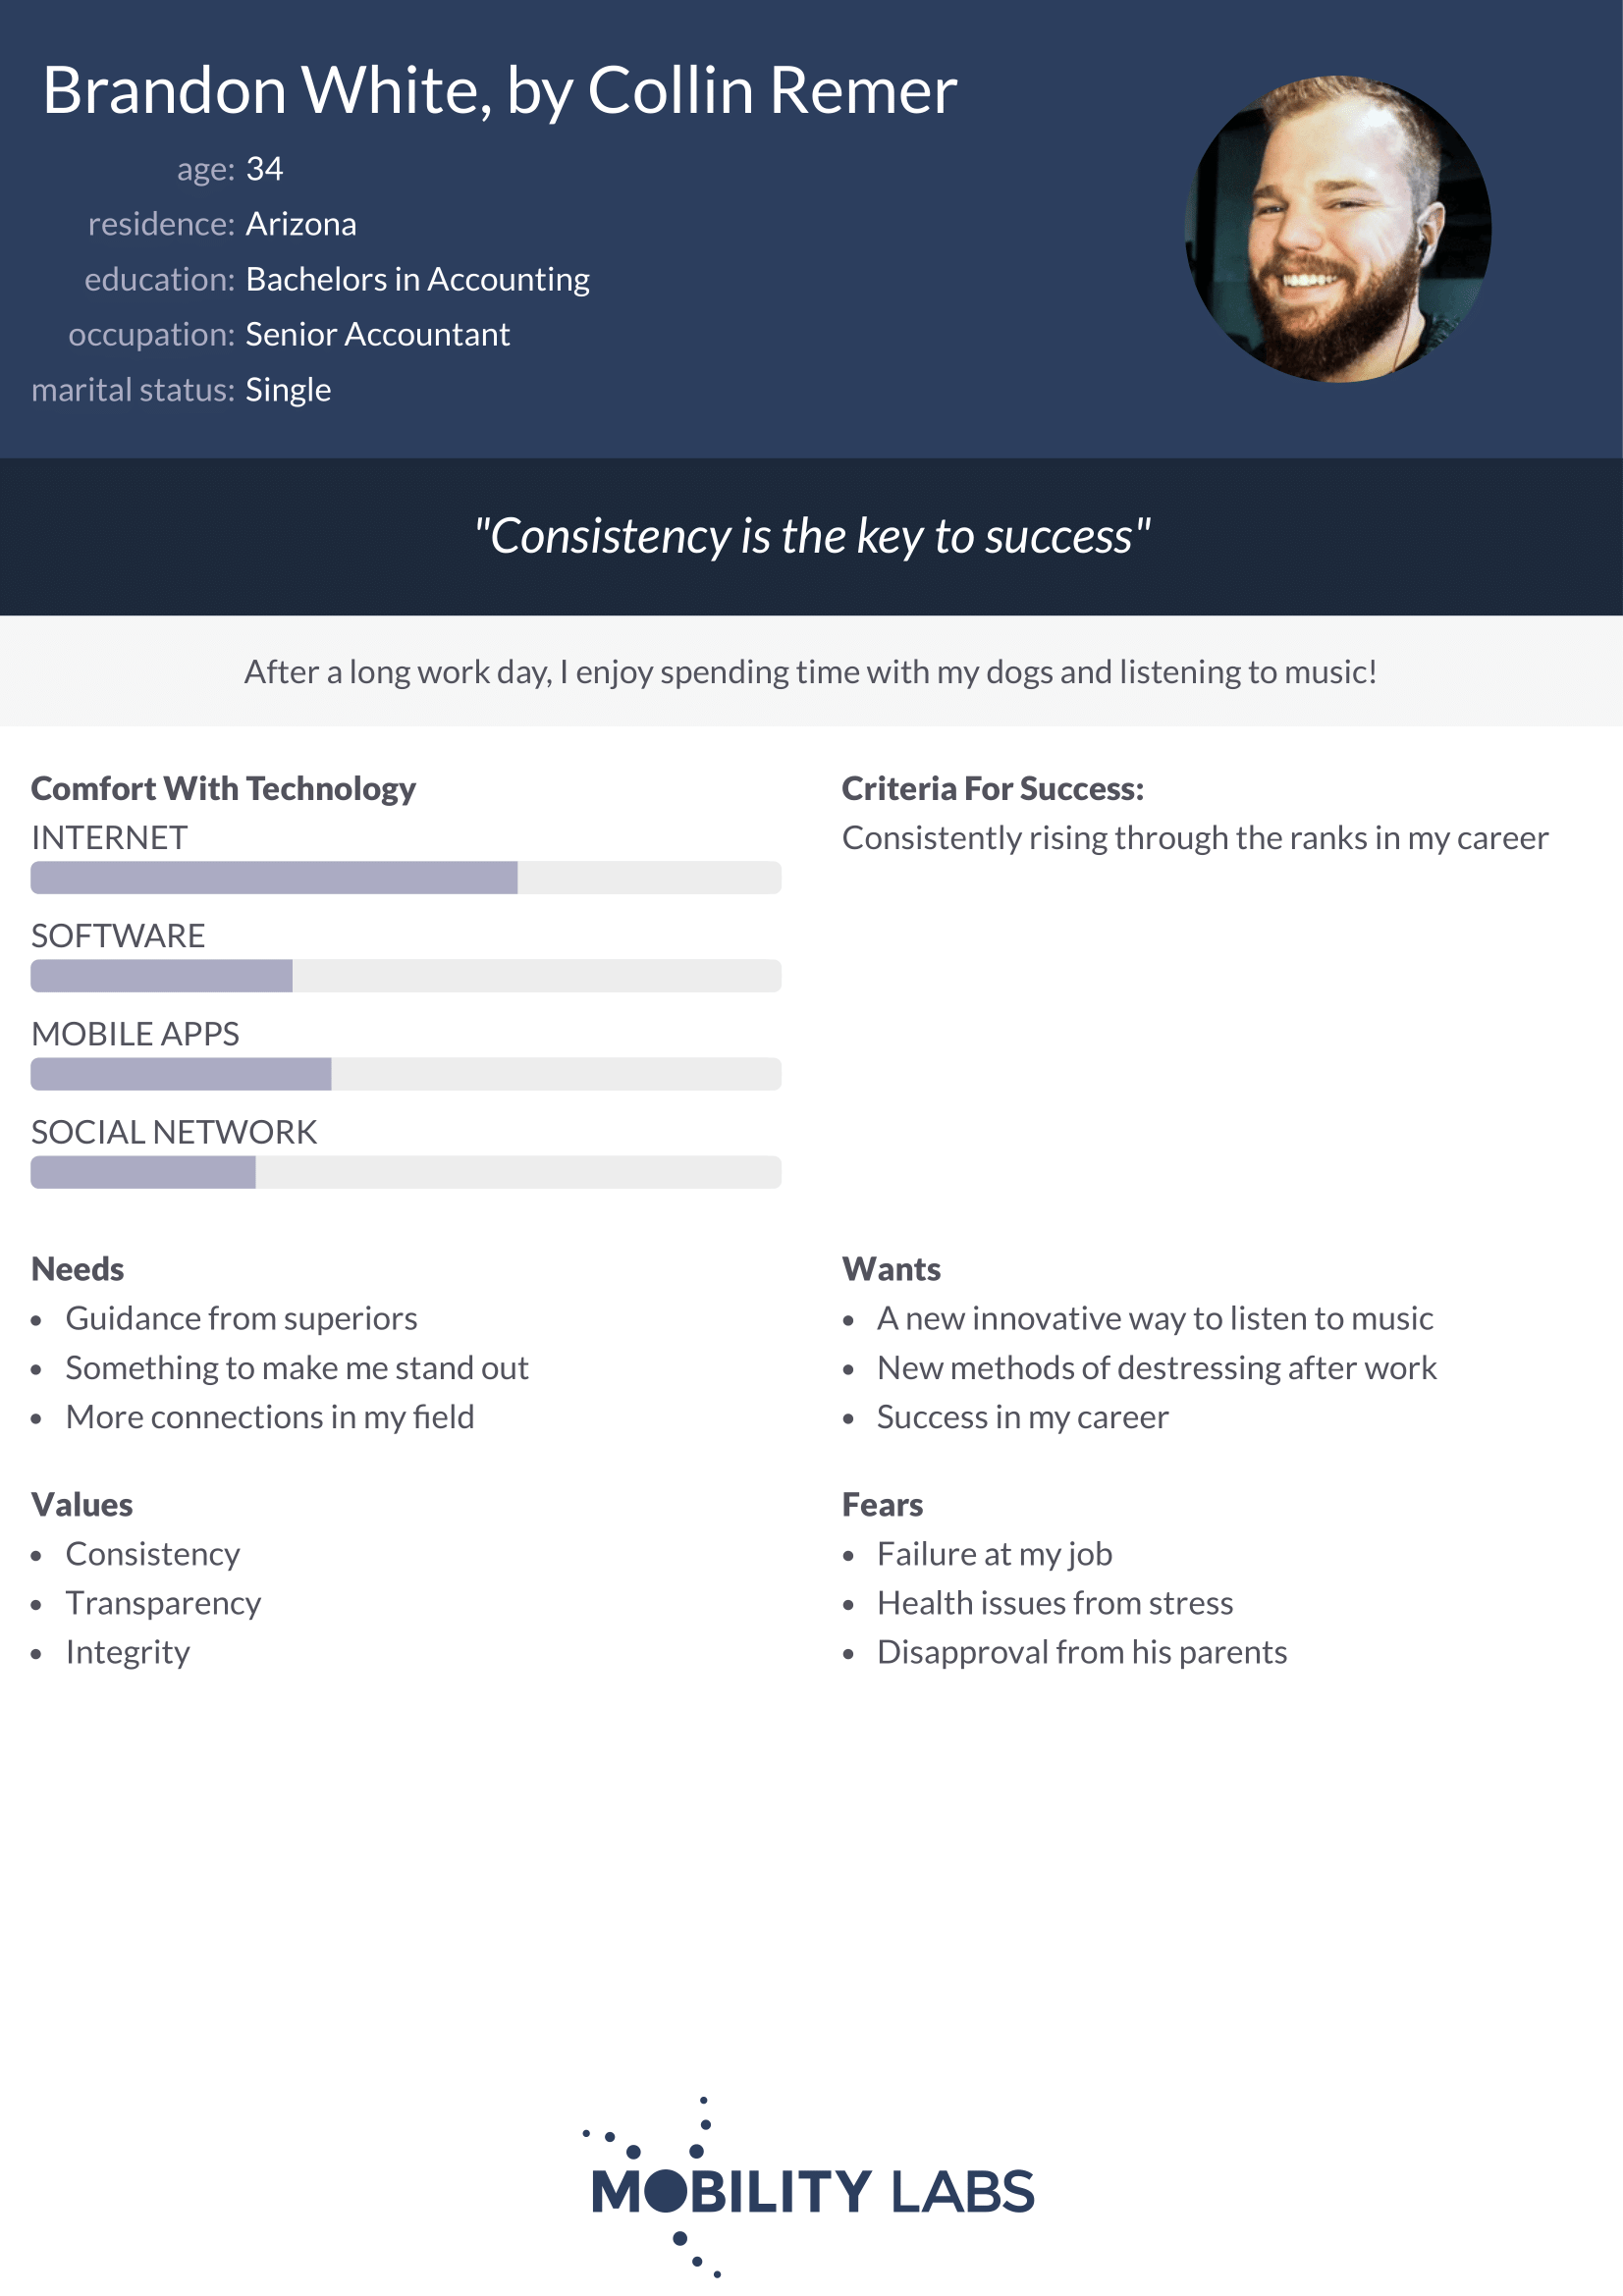 Brandon White, by Collin Remer
age: 34
residence: Arizona
education: Bachelors in Accounting
occupation: Senior Accountant
marital status: Single
"Consistency is the key to success"
After a long work day, I enjoy spending time with my dogs and listening to music!
Comfort With Technology
INTERNET
SOFTWARE
MOBILE APPS
SOCIAL NETWORK
Criteria For Success:
Consistently rising through the ranks in my career
Needs
• Guidance from superiors
• Something to make me stand out
• More connections in my field
Wants
• A new innovative way to listen to music
• New methods of destressing after work
• Success in my career
Values
• Consistency
• Transparency
• Integrity
Fears
• Failure at my job
• Health issues from stress
• Disapproval from his parents
MOBILITY LABS